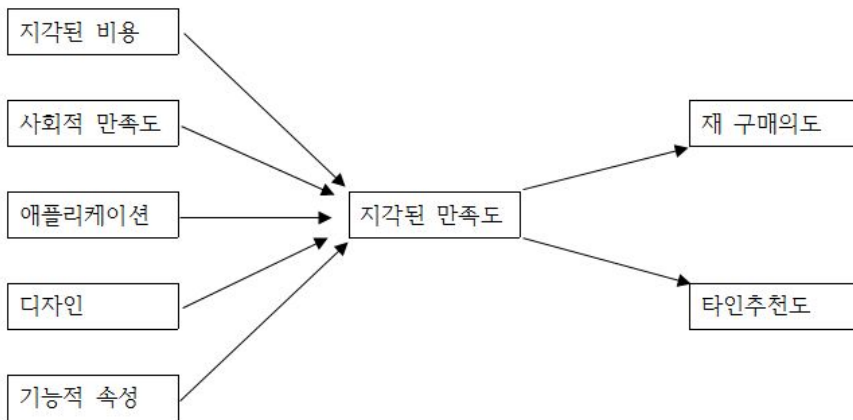 지각된 비용
사회적 만족도
애플리케이션
디자인
기능적 속성
지각된 만족도
재 구매의도
타인추천도